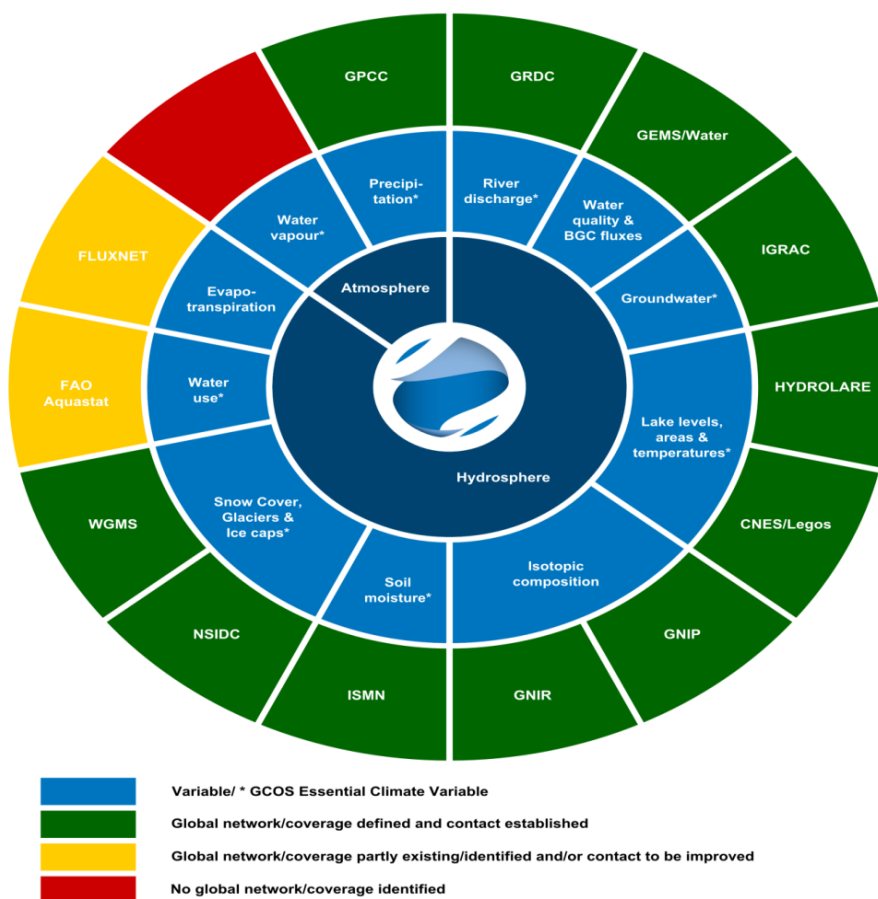 GPCC
GRDC
GEMS/Water
IGRAC
HYDROLARE
CNES/Legos
GNIP
GNIR
ISMN
NSIDC
WGMS
FAO
Aquastat
FLUXNET
Precipi-
tation*
River
discharge*
Water
quality &
BGC fluxes
Groundwater*
Lake levels,
areas &
temperatures*
Isotopic
composition
Soil
moisture*
Snow Cover,
Glaciers &
Ice caps*
Water
use*
Evapo-
transpiration
Water
vapour*
Atmosphere
Hydrosphere
Variable/ * GCOS Essential Climate Variable
Global network/coverage defined and contact established
Global network/coverage partly existing/identified and/or contact to be improved
No global network/coverage identified